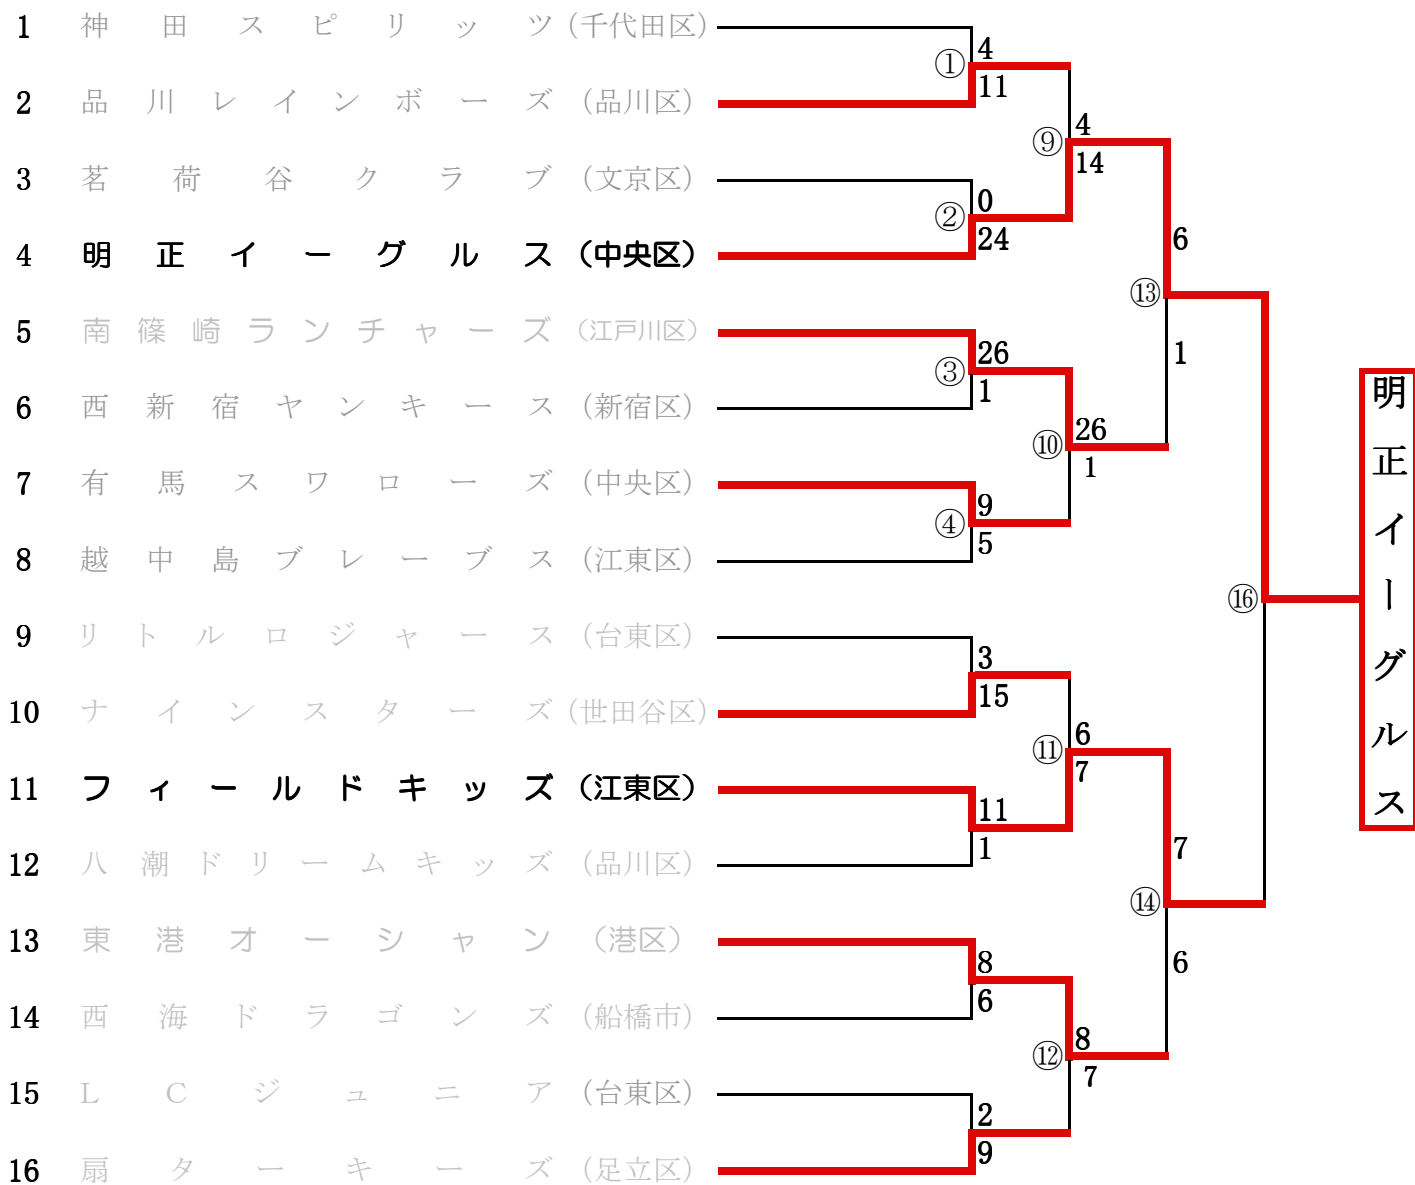 1 神田スピリッツ(千代田区)
4
①
11
2 品川レインボーズ(品川区)
4
⑨
14
3 茗荷谷クラブ(文京区)
0
②
24
4 明正イーグルス(中央区)
6
⑬
1
5 南篠崎ランチャーズ(江戸川区)
26
③
1
6 西新宿ヤンキース(新宿区)
26
⑩
1
7 有馬スワローズ(中央区)
9
④
5
8 越中島ブレーブス(江東区)
⑯
明正イーグルス
9 リトルロジャース(台東区)
3
15
10 ナインスターズ(世田谷区)
6
⑪
7
11 フィールドキッズ(江東区)
11
1
12 八潮ドリームキッズ(品川区)
7
⑭
6
13 東港オーシャン(港区)
8
6
14 西海ドラゴンズ(船橋市)
8
⑫
7
15 LCジュニア(台東区)
2
9
16 扇ターキーズ(足立区)